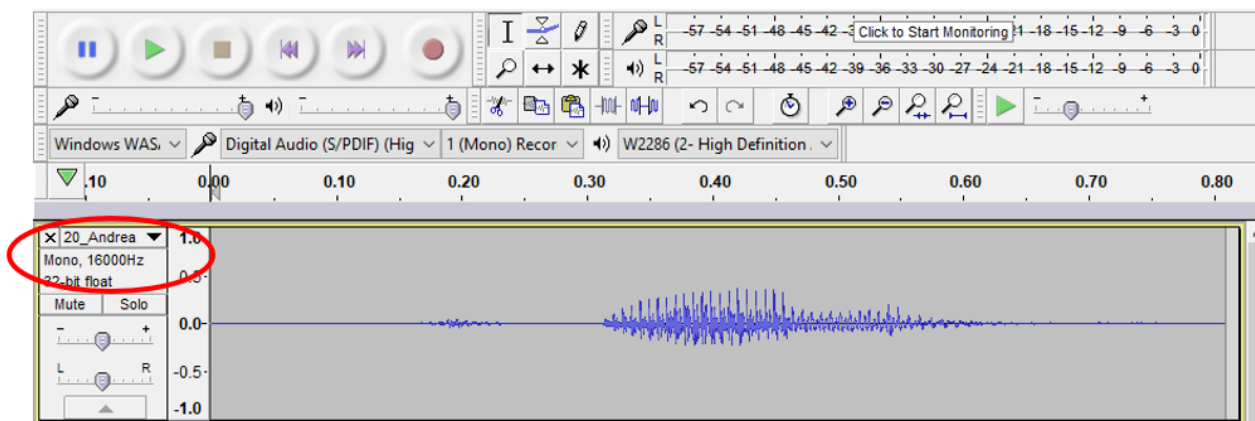 L
R
-57 -54 -51 -48 -45 -42 -3 Click to Start Monitoring !1 -18 -15 -12 -9 -6 -3 0
L
R
-57 -54 -51 -48 -45 -42 -39 -36 -33 -30 -27 -24 -21 -18 -15 -12 -9 -6 -3 0
Windows WAS. Digital Audio (S/PDIF) (Hig 1 (Mono) Recor W2286 (2- High Definition .
.10 0.00 0.10 0.20 0.30 0.40 0.50 0.60 0.70 0.80
X 20_Andrea 1.0
Mono, 16000Hz
32-bit float 0.5
Mute Solo
- + 0.0
L R -0.5
-1.0